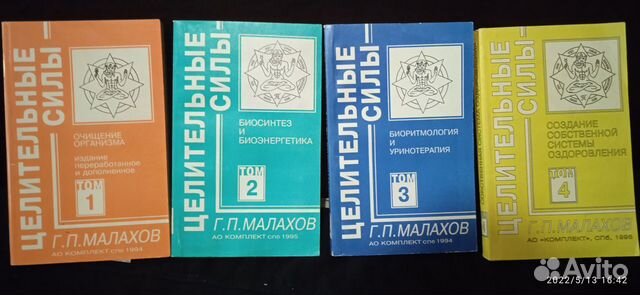 ЦЕЛИТЕЛЬНЫЕ
СИЛЫ
ОЧИЩЕНИЕ
ОРГАНИЗМА
издание
переработанное
и дополненное
ТОМ
1
Г.П.МАЛАХОВ
АО КОМПЛЕКТ СПб 1994
ЦЕЛИТЕЛЬНЫЕ
СИЛЫ
БИОСИНТЕЗ
И
БИОЭНЕРГЕТИКА
ТОМ
2
Г.П.МАЛАХОВ
АО КОМПЛЕКТ СПб 1995
ЦЕЛИТЕЛЬНЫЕ
СИЛЫ
БИОРИТМОЛОГИЯ
И
УРИНОТЕРАПИЯ
ТОМ
3
Г.П.МАЛАХОВ
АО КОМПЛЕКТ СПб 1994
ЦЕЛИТЕЛЬНЫЕ
СИЛЫ
СОЗДАНИЕ
СОБСТВЕННОЙ
СИСТЕМЫ
ОЗДОРОВЛЕНИЯ
ТОМ
4
Г.П.МАЛАХОВ
АО «КОМПЛЕКТ», СПб, 1995
2022/5/13 16:42
Avito